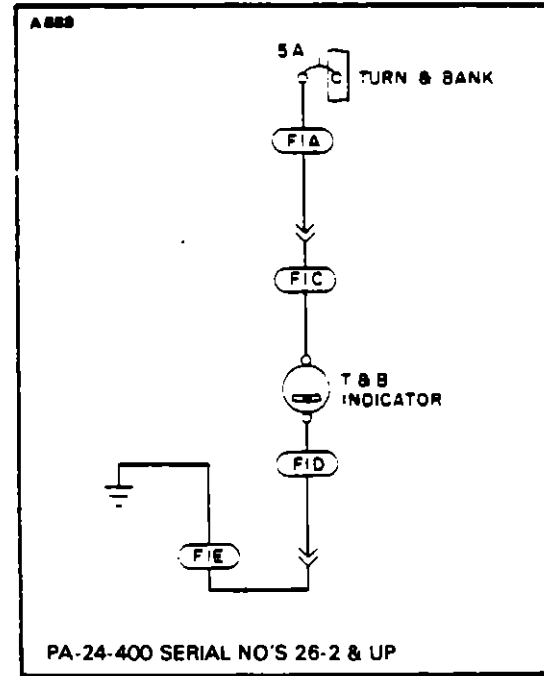 5A
TURN & BANK
F1A
F1C
T & B
INDICATOR
F1D
F1E
PA-24-400 SERIAL NO'S 26-2 & UP